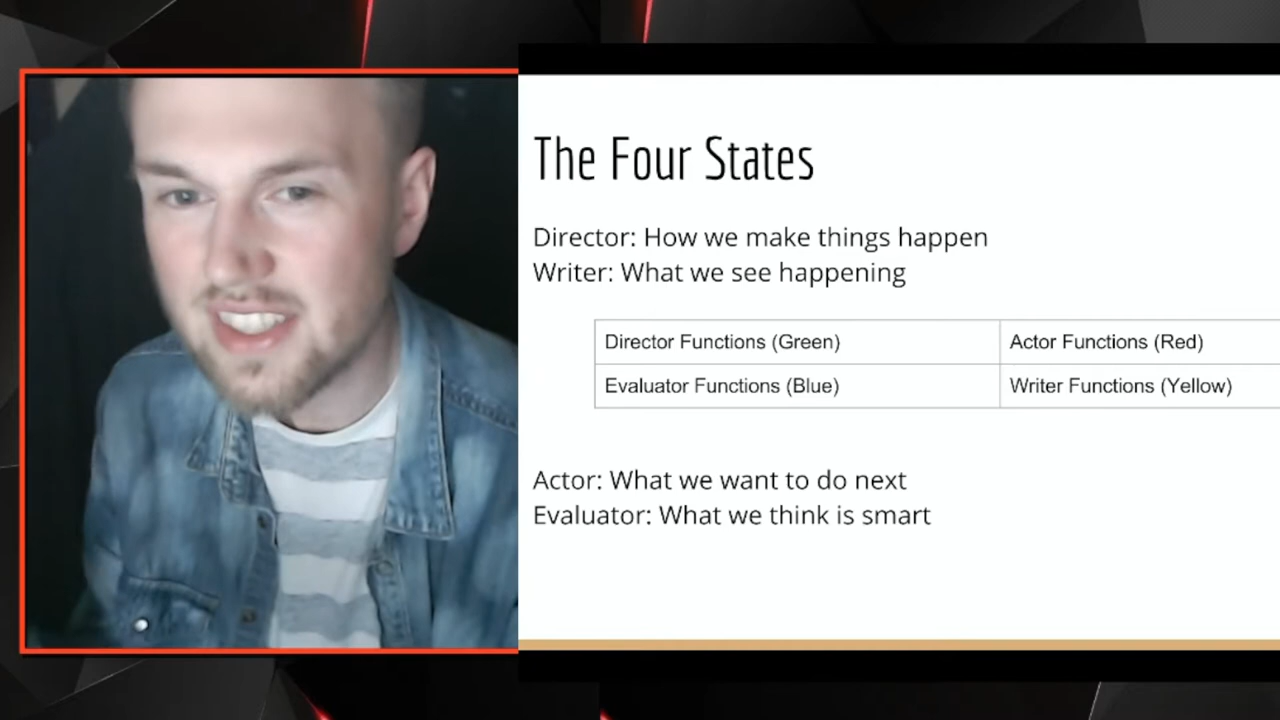 The Four States
Director: How we make things happen
Writer: What we see happening
Director Functions (Green) Actor Functions (Red)
Evaluator Functions (Blue) Writer Functions (Yellow)
Actor: What we want to do next
Evaluator: What we think is smart